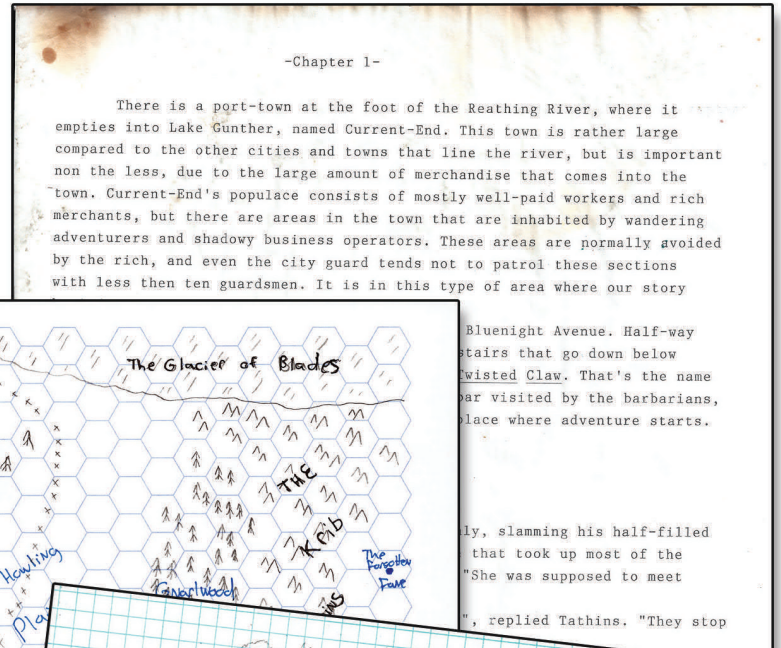 -Chapter 1-
There is a port-town at the foot of the Reathing River, where it
empties into Lake Gunther, named Current-End. This town is rather large
compared to the other cities and towns that line the river, but is important
non the less, due to the large amount of merchandise that comes into the
town. Current-End's populace consists of mostly well-paid workers and rich
merchants, but there are areas in the town that are inhabited by wandering
adventurers and shadowy business operators. These areas are normally avoided
by the rich, and even the city guard tends not to patrol these sections
with less then ten guardsmen. It is in this type of area where our story
Bluenight Avenue. Half-way
stairs that go down below
Twisted Claw. That's the name
bar visited by the barbarians,
place where adventure starts.
ly, slamming his half-filled
that took up most of the
"She was supposed to meet
", replied Tathins. "They stop
The Glacier of Blades
THE
Howling
Gnarlwood
The
Forgotten